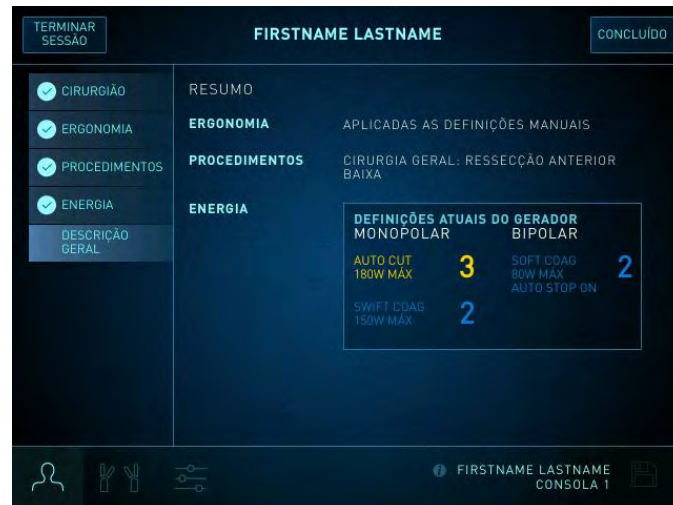 TERMINAR
SESSÃO
FIRSTNAME LASTNAME
CONCLUÍDO
CIRURGIÃO
ERGONOMIA
PROCEDIMENTOS
ENERGIA
DESCRIÇÃO
GERAL
RESUMO
ERGONOMIA
APLICADAS AS DEFINIÇÕES MANUAIS
PROCEDIMENTOS
CIRURGIA GERAL: RESSECÇÃO ANTERIOR
BAIXA
ENERGIA
DEFINIÇÕES ATUAIS DO GERADOR
MONOPOLAR
BIPOLAR
AUTO CUT
180W MÁX
3
SOFT COAG
80W MÁX
AUTO STOP ON
2
SWIFT COAG
150W MÁX
2
FIRSTNAME LASTNAME
CONSOLA 1